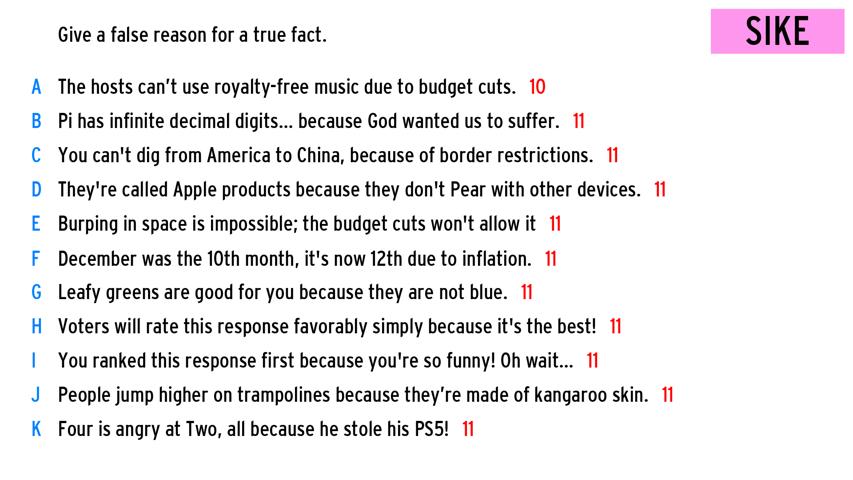 Give a false reason for a true fact.
SIKE
A The hosts can’t use royalty-free music due to budget cuts. 10
B Pi has infinite decimal digits... because God wanted us to suffer. 11
C You can't dig from America to China, because of border restrictions. 11
D They're called Apple products because they don't Pear with other devices. 11
E Burping in space is impossible; the budget cuts won't allow it 11
F December was the 10th month, it's now 12th due to inflation. 11
G Leafy greens are good for you because they are not blue. 11
H Voters will rate this response favorably simply because it's the best! 11
I You ranked this response first because you're so funny! Oh wait... 11
J People jump higher on trampolines because they’re made of kangaroo skin. 11
K Four is angry at Two, all because he stole his PS5! 11